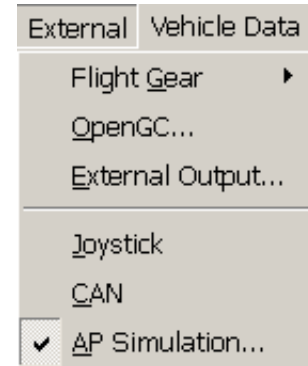 External Vehicle Data
Flight Gear
OpenGC...
External Output...
Joystick
CAN
AP Simulation...